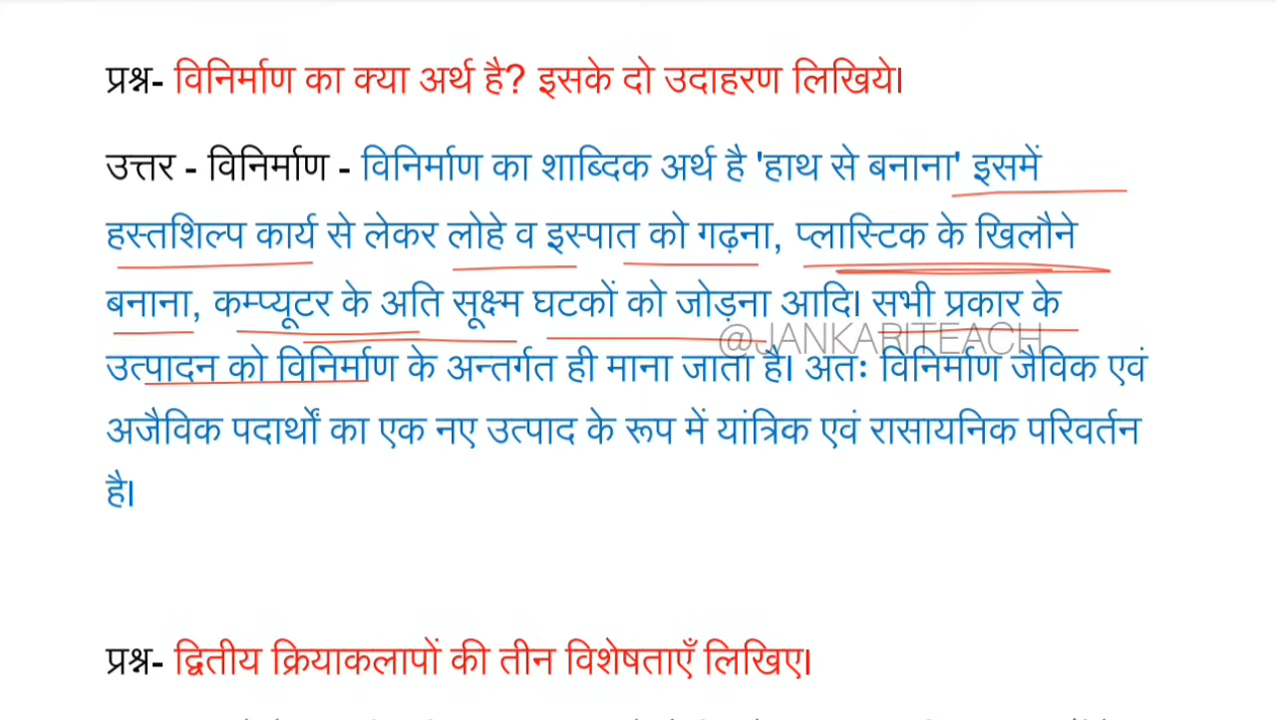 प्रश्न- विनिर्माण का क्या अर्थ है? इसके दो उदाहरण लिखिये।
उत्तर - विनिर्माण - विनिर्माण का शाब्दिक अर्थ है 'हाथ से बनाना' इसमें
हस्तशिल्प कार्य से लेकर लोहे व इस्पात को गढ़ना, प्लास्टिक के खिलौने
बनाना, कम्प्यूटर के अति सूक्ष्म घटकों को जोड़ना आदि। सभी प्रकार के
@JANKARITEACH
उत्पादन को विनिर्माण के अन्तर्गत ही माना जाता है। अतः विनिर्माण जैविक एवं
अजैविक पदार्थों का एक नए उत्पाद के रूप में यांत्रिक एवं रासायनिक परिवर्तन
है।
प्रश्न- द्वितीय क्रियाकलापों की तीन विशेषताएँ लिखिए।